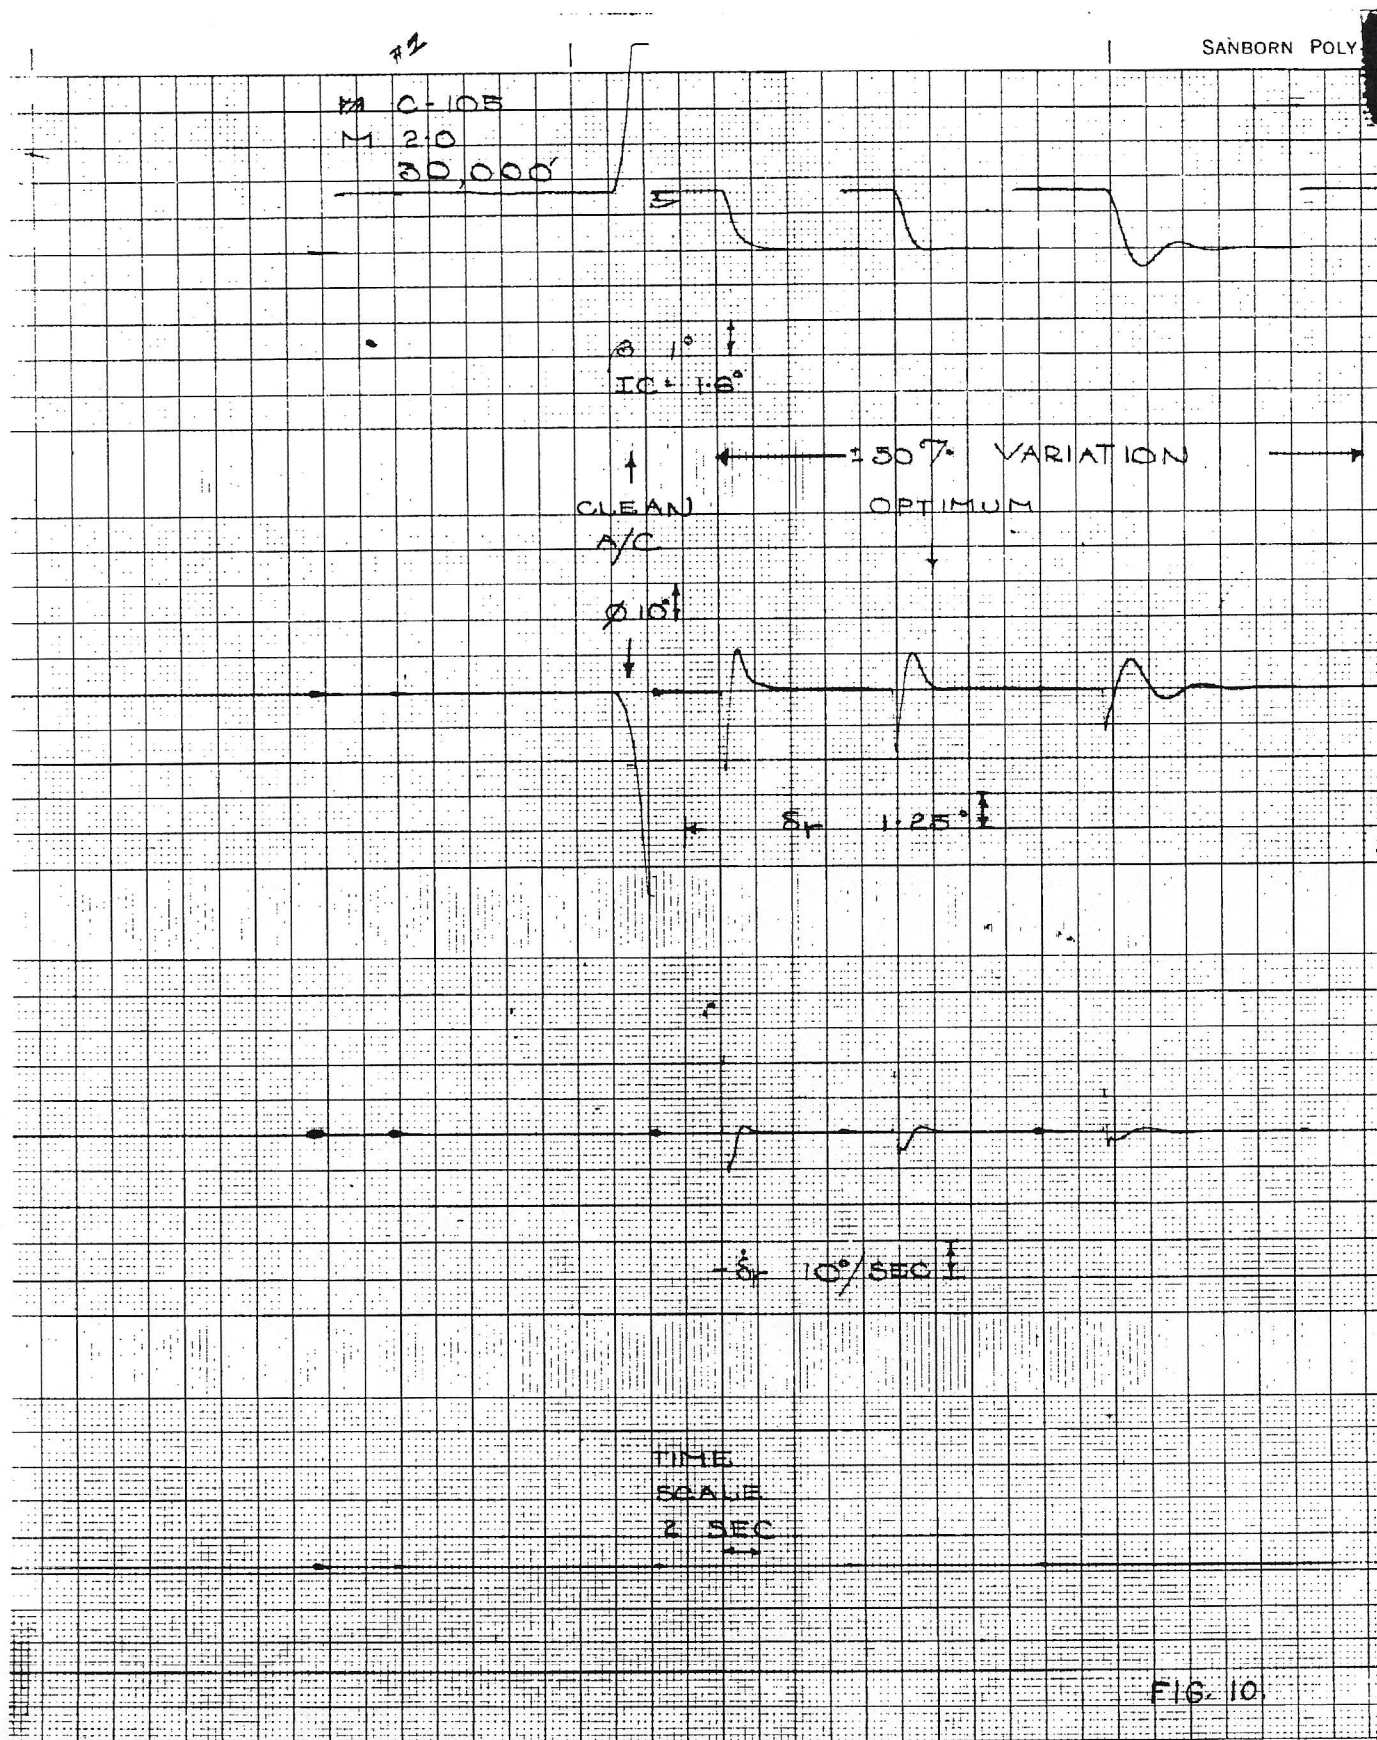 #2
SANBORN POLY
C-105
M 2.0
30,000'
β 1°
IC = 1.6°
±50% VARIATION
CLEAN
A/C
OPTIMUM
Ø 10°
δr 1.25°
-δ̇r 10°/SEC
TIME
SCALE
2 SEC
FIG. 10.